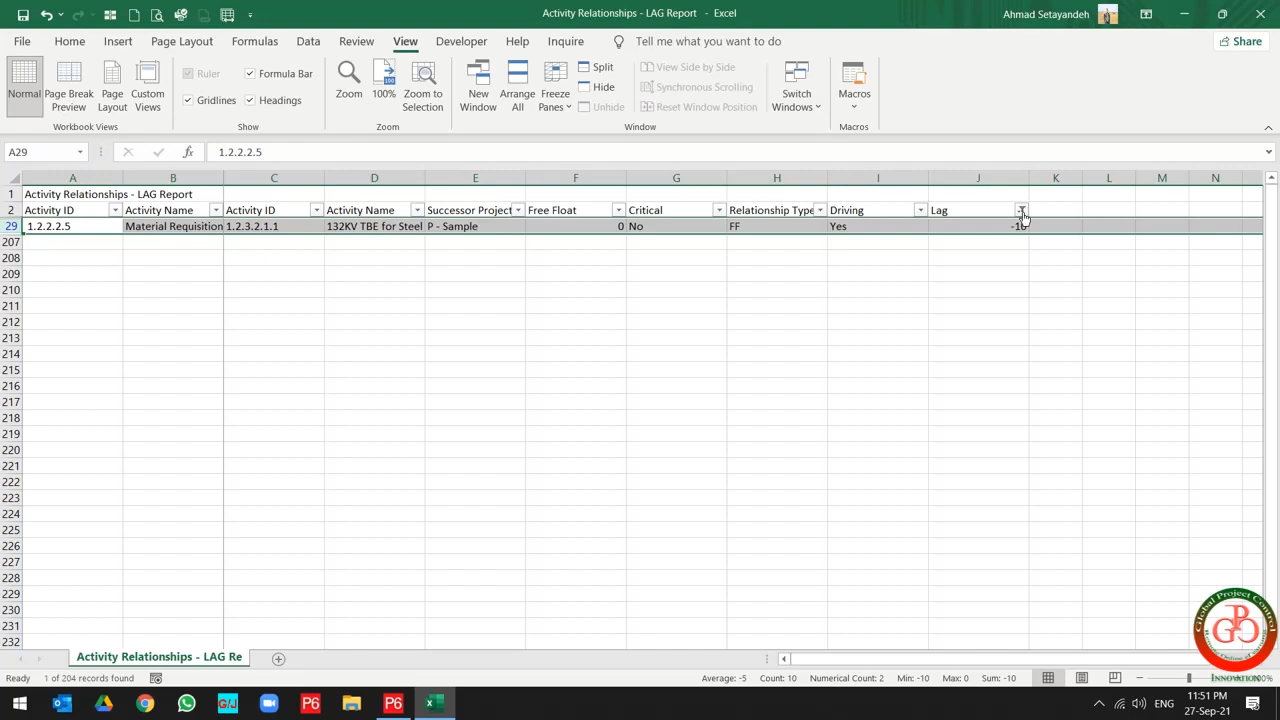 Activity Relationships - LAG Report - Excel
Ahmad Setayandeh
File Home Insert Page Layout Formulas Data Review View Developer Help Inquire Tell me what you want to do Share
Normal
Page Break Preview
Page Layout
Custom Views
Ruler
Formula Bar
Gridlines
Headings
Zoom
100%
Zoom to Selection
New Window
Arrange All
Freeze Panes
Split
Hide
Unhide
View Side by Side
Synchronous Scrolling
Reset Window Position
Switch Windows
Macros
Workbook Views Show Zoom Window Macros
A29 fx 1.2.2.2.5
A B C D E F G H I J K L M N
1 Activity Relationships - LAG Report
2 Activity ID Activity Name Activity ID Activity Name Successor Project Free Float Critical Relationship Type Driving Lag
29 1.2.2.2.5 Material Requisition 1.2.3.2.1.1 132KV TBE for Steel P - Sample 0 No FF Yes -10
207
208
209
210
211
212
213
214
215
216
217
218
219
220
221
222
223
224
225
226
227
228
229
230
231
232
Activity Relationships - LAG Re
Ready 1 of 204 records found Average: -5 Count: 10 Numerical Count: 2 Min: -10 Max: 0 Sum: -10
Global Project Control
GPC
INNOVATION
G/J P6 P6 ENG
11:51 PM
27-Sep-21